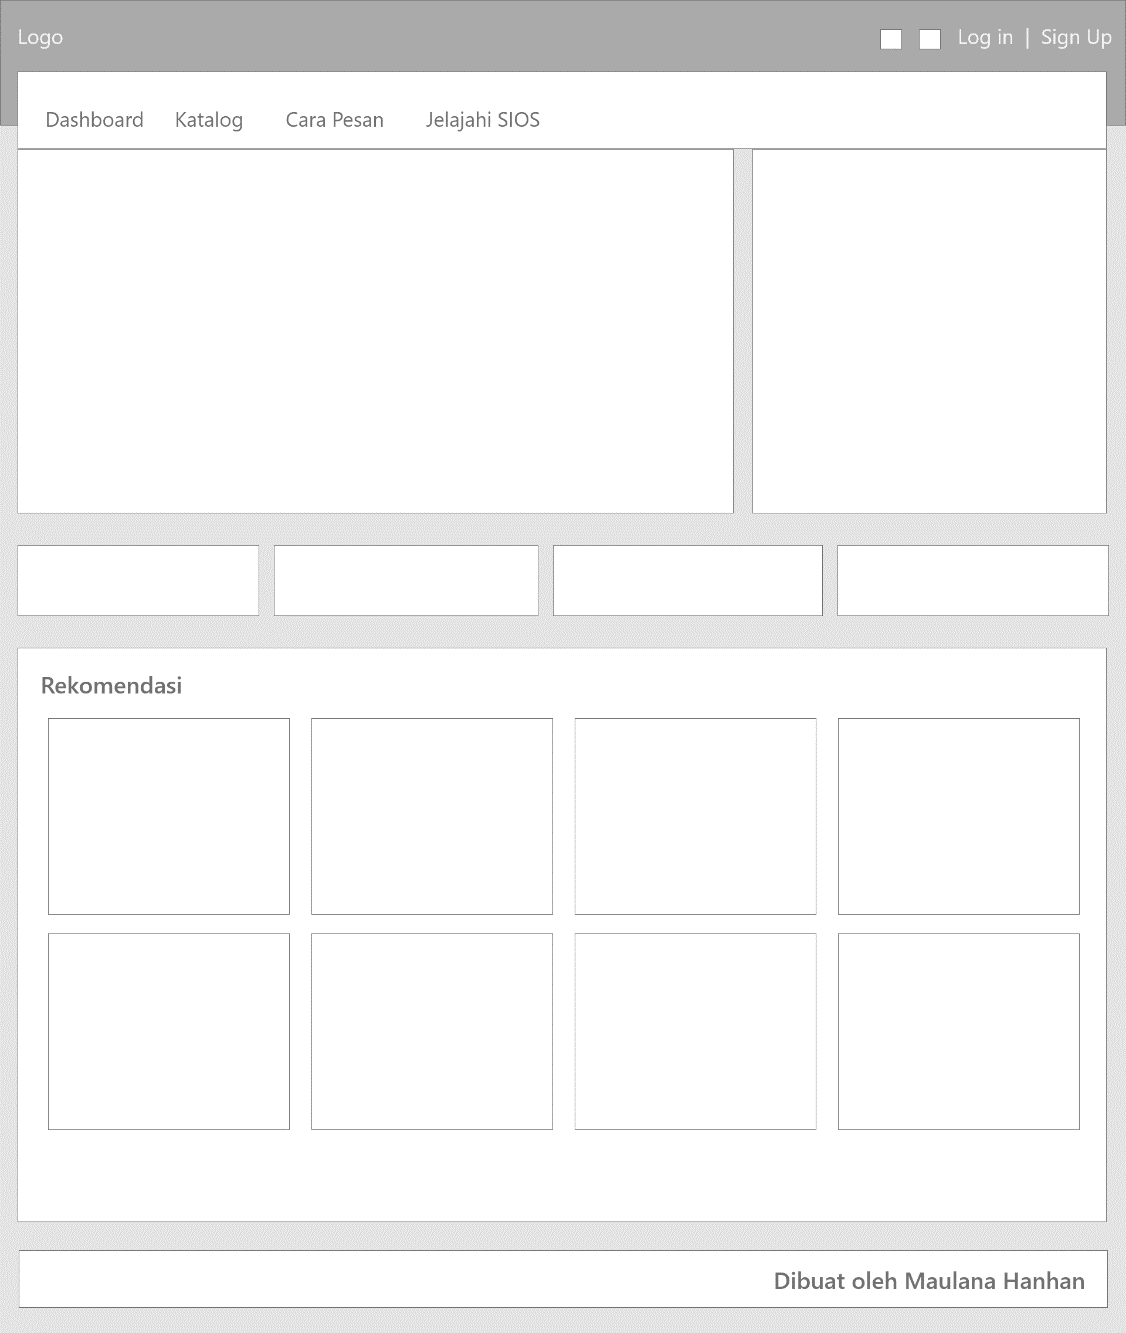 Logo
Log in | Sign Up
Dashboard Katalog Cara Pesan Jelajahi SIOS
Rekomendasi
Dibuat oleh Maulana Hanhan